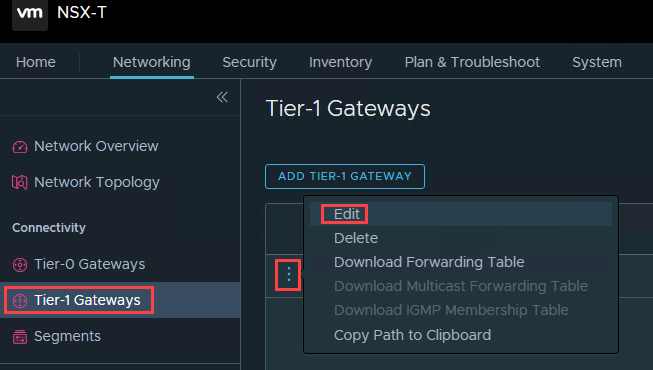 vm NSX-T
Home Networking Security Inventory Plan & Troubleshoot System
Network Overview
Network Topology
Connectivity
Tier-0 Gateways
Tier-1 Gateways
Segments
Tier-1 Gateways
ADD TIER-1 GATEWAY
Edit
Delete
Download Forwarding Table
Download Multicast Forwarding Table
Download IGMP Membership Table
Copy Path to Clipboard